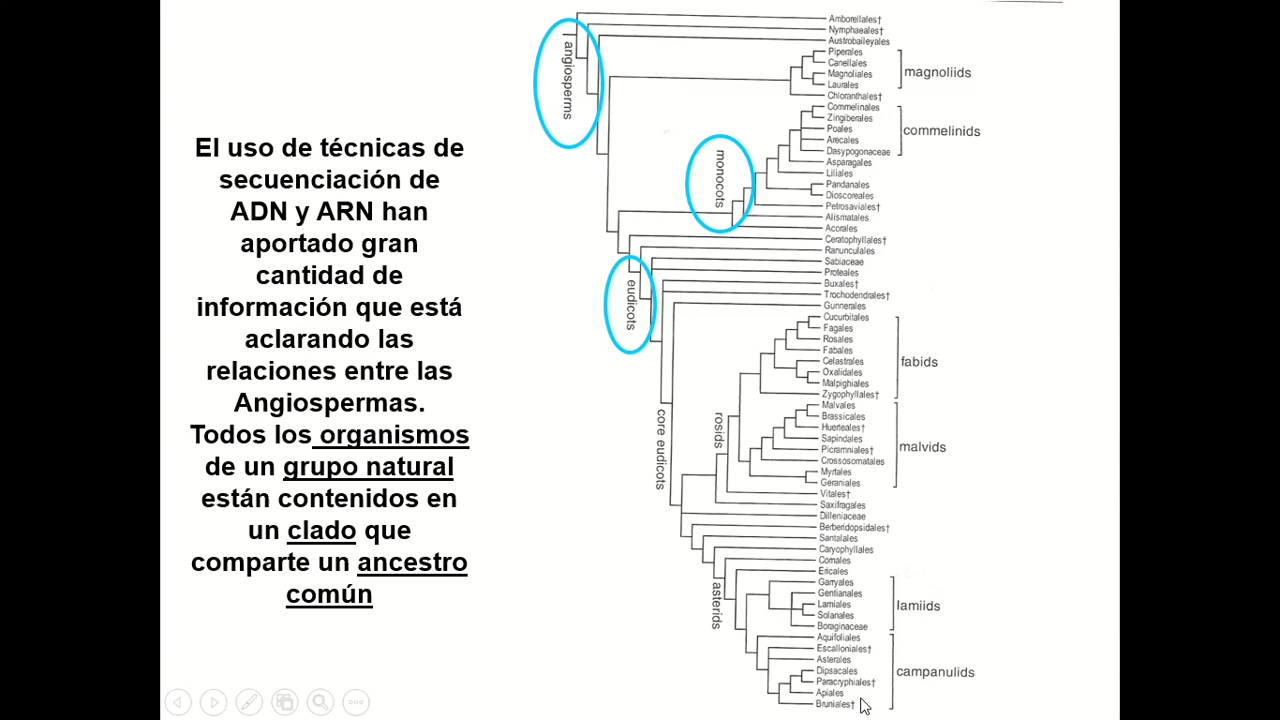 El uso de técnicas de
secuenciación de
ADN y ARN han
aportado gran
cantidad de
información que está
aclarando las
relaciones entre las
Angiospermas.
Todos los organismos
de un grupo natural
están contenidos en
un clado que
comparte un ancestro
común
angiosperms
monocots
eudicots
core eudicots
rosids
asterids
Amborellales†
Nymphaeales†
Austrobaileyales
Piperales
Canellales
Magnoliales
Laurales
Chloranthales†
Commelinales
Zingiberales
Poales
Arecales
Dasypogonaceae
Asparagales
Liliales
Pandanales
Dioscoreales
Petrosaviales†
Alismatales
Acorales
Ceratophyllales†
Ranunculales
Sabiaceae
Proteales
Buxales†
Trochodendrales†
Gunnerales
Cucurbitales
Fagales
Rosales
Fabales
Celastrales
Oxalidales
Malpighiales
Zygophyllales†
Malvales
Brassicales
Huerteales†
Sapindales
Picramniales†
Crossosomatales
Myrtales
Geraniales
Vitales†
Saxifragales
Dilleniaceae
Berberidopsidales†
Santalales
Caryophyllales
Cornales
Ericales
Garryales
Gentianales
Lamiales
Solanales
Boraginaceae
Aquifoliales
Escalloniales†
Asterales
Dipsacales
Paracryphiales†
Apiales
Bruniales†
magnoliids
commelinids
fabids
malvids
lamiids
campanulids